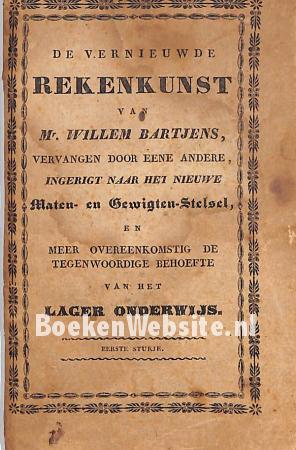 DE VERNIEUWDE
REKENKUNST
VAN
Mr. WILLEM BARTJENS,
VERVANGEN DOOR EENE ANDERE,
INGERIGT NAAR HET NIEUWE
Maten- en Gewigten-Stelsel,
EN
MEER OVEREENKOMSTIG DE
TEGENWOORDIGE BEHOEFTE
VAN HET
LAGER ONDERWIJS.
BoekenWebsite.nl
EERSTE STUKJE.